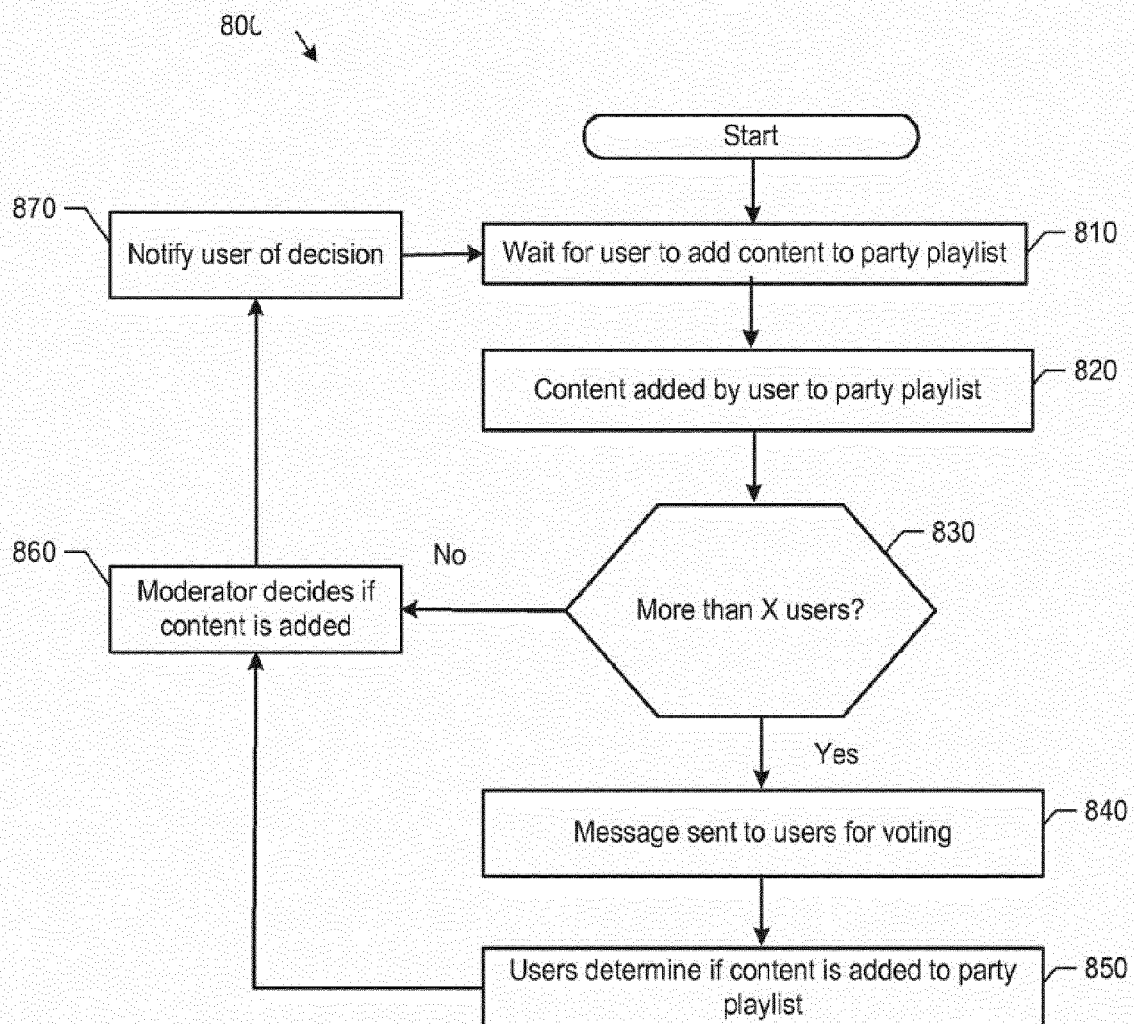 800
Start
870
Notify user of decision
Wait for user to add content to party playlist
810
Content added by user to party playlist
820
860
Moderator decides if
content is added
No
More than X users?
830
Yes
Message sent to users for voting
840
Users determine if content is added to party
playlist
850